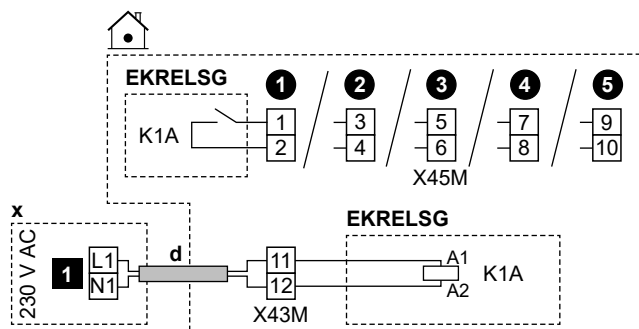 EKRELSG 1 2 3 4 5
K1A 1 3 5 7 9
2 4 6 8 10
X45M
x EKRELSG
230 V AC 1 L1 d 11 A1 K1A
N1 12 A2
X43M